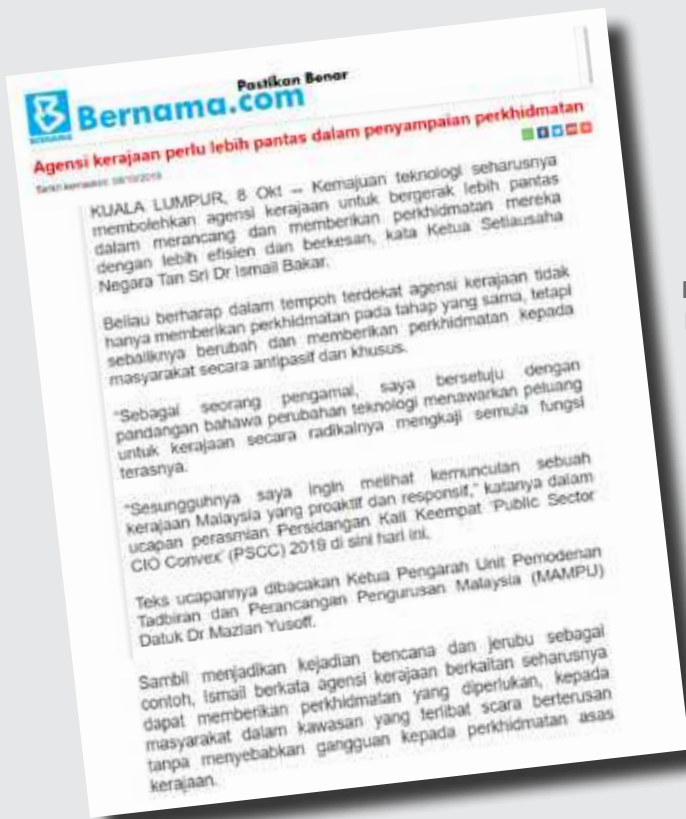 Pastikan Benar
BERNAMA
Bernama.com
Agensi kerajaan perlu lebih pantas dalam penyampaian perkhidmatan
Tarikh kemaskini: 08/10/2019
KUALA LUMPUR, 8 Okt -- Kemajuan teknologi seharusnya
membolehkan agensi kerajaan untuk bergerak lebih pantas
dalam merancang dan memberikan perkhidmatan mereka
dengan lebih efisien dan berkesan, kata Ketua Setiausaha
Negara Tan Sri Dr Ismail Bakar.
Beliau berharap dalam tempoh terdekat agensi kerajaan tidak
hanya memberikan perkhidmatan pada tahap yang sama, tetapi
sebaliknya berubah dan memberikan perkhidmatan kepada
masyarakat secara antipasif dan khusus.
"Sebagai seorang pengamal, saya bersetuju dengan
pandangan bahawa perubahan teknologi menawarkan peluang
untuk kerajaan secara radikalnya mengkaji semula fungsi
terasnya.
"Sesungguhnya saya ingin melihat kemunculan sebuah
kerajaan Malaysia yang proaktif dan responsif," katanya dalam
ucapan perasmian Persidangan Kali Keempat 'Public Sector
CIO Convex' (PSCC) 2019 di sini hari ini.
Teks ucapannya dibacakan Ketua Pengarah Unit Pemodenan
Tadbiran dan Perancangan Pengurusan Malaysia (MAMPU)
Datuk Dr Mazlan Yusoff.
Sambil menjadikan kejadian bencana dan jerubu sebagai
contoh, Ismail berkata agensi kerajaan berkaitan seharusnya
dapat memberikan perkhidmatan yang diperlukan, kepada
masyarakat dalam kawasan yang terlibat scara berterusan
tanpa menyebabkan gangguan kepada perkhidmatan asas
kerajaan.